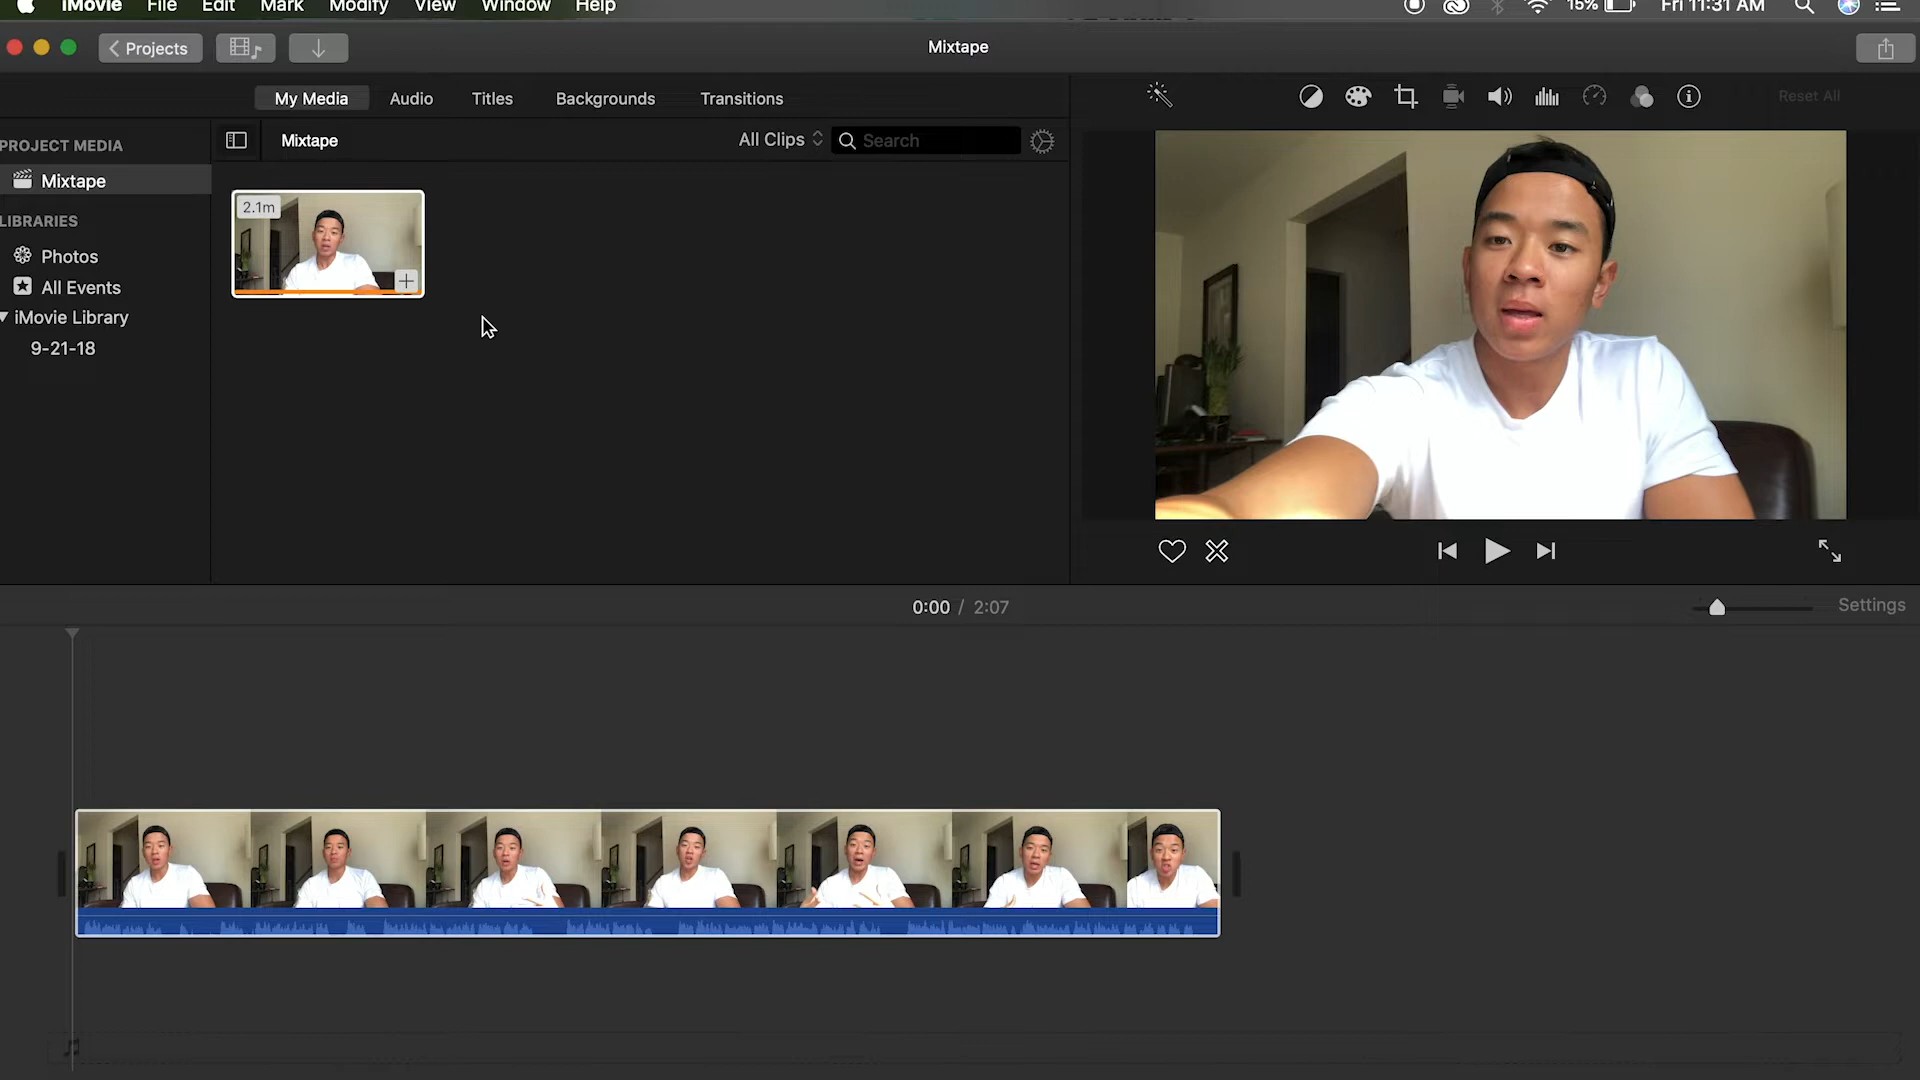 iMovie File Edit Mark Modify View Window Help 15% Fri 11:31 AM
Projects Mixtape
My Media Audio Titles Backgrounds Transitions Reset All
PROJECT MEDIA Mixtape All Clips Search
Mixtape
2.1m
LIBRARIES
Photos
All Events
iMovie Library
9-21-18
0:00 / 2:07 Settings